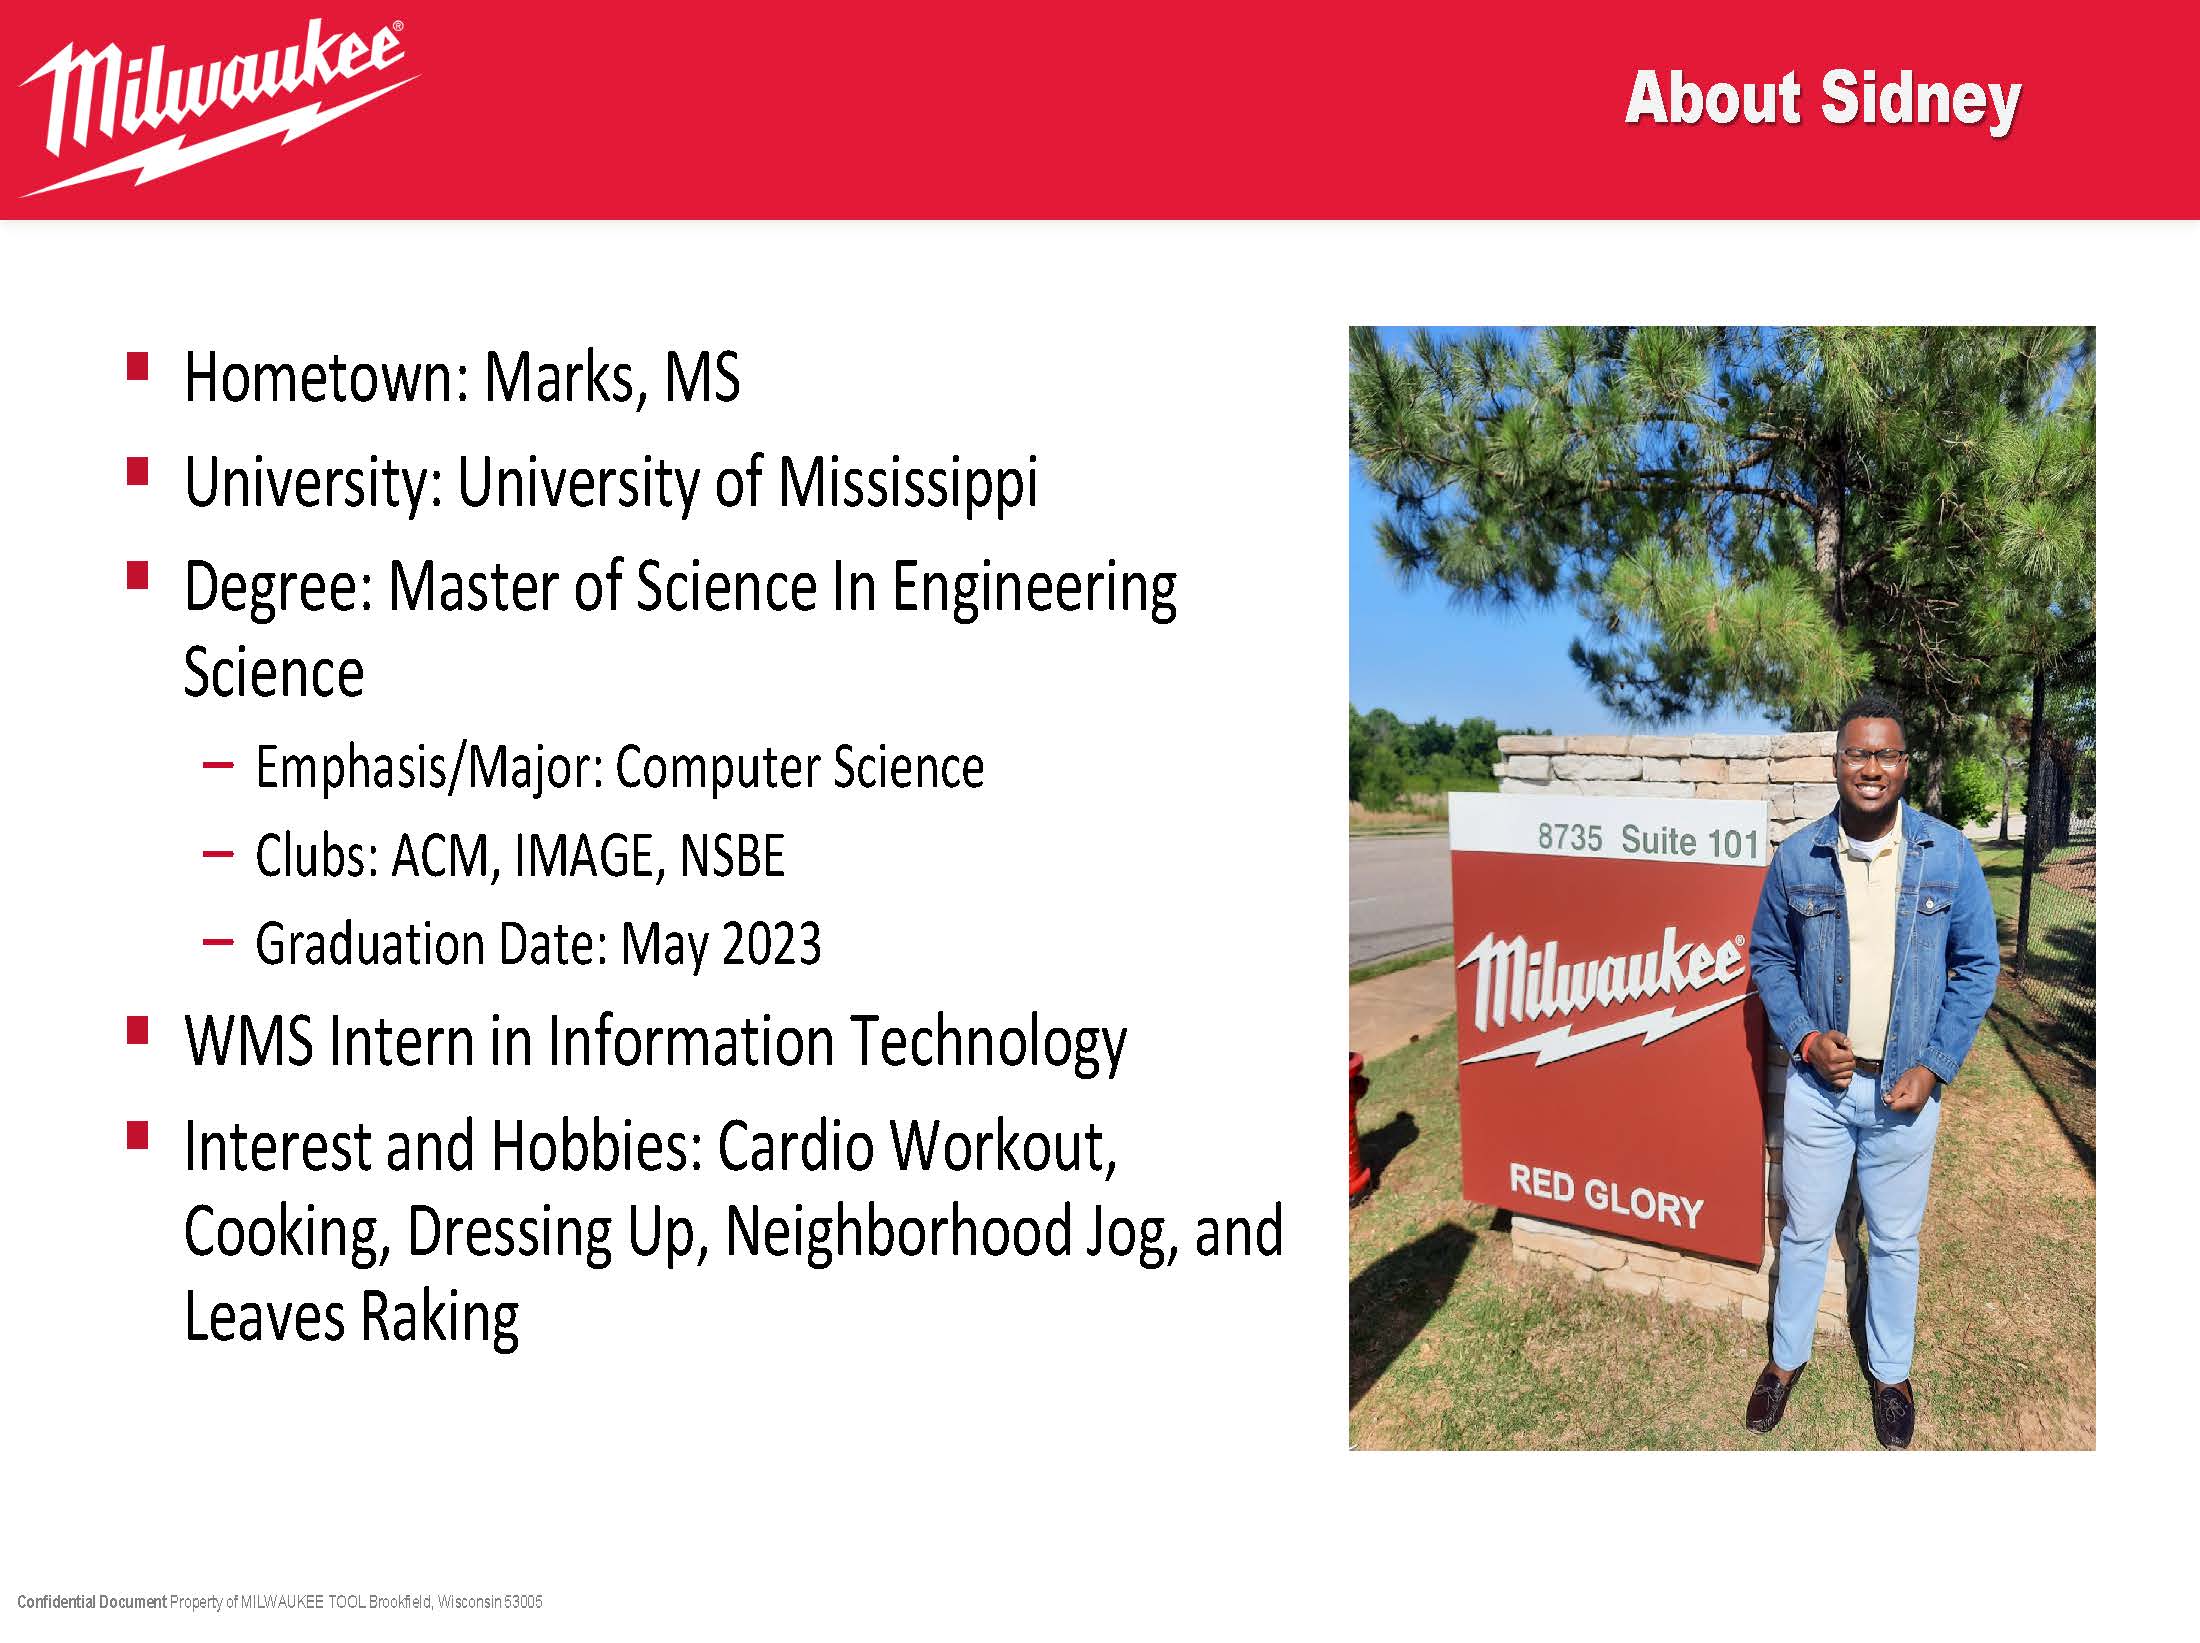 Milwaukee®
About Sidney
Hometown: Marks, MS
University: University of Mississippi
Degree: Master of Science In Engineering
Science
– Emphasis/Major: Computer Science
– Clubs: ACM, IMAGE, NSBE
– Graduation Date: May 2023
WMS Intern in Information Technology
Interest and Hobbies: Cardio Workout,
Cooking, Dressing Up, Neighborhood Jog, and
Leaves Raking
8735 Suite 101
Milwaukee®
RED GLORY
Confidential Document Property of MILWAUKEE TOOL Brookfield, Wisconsin 53005